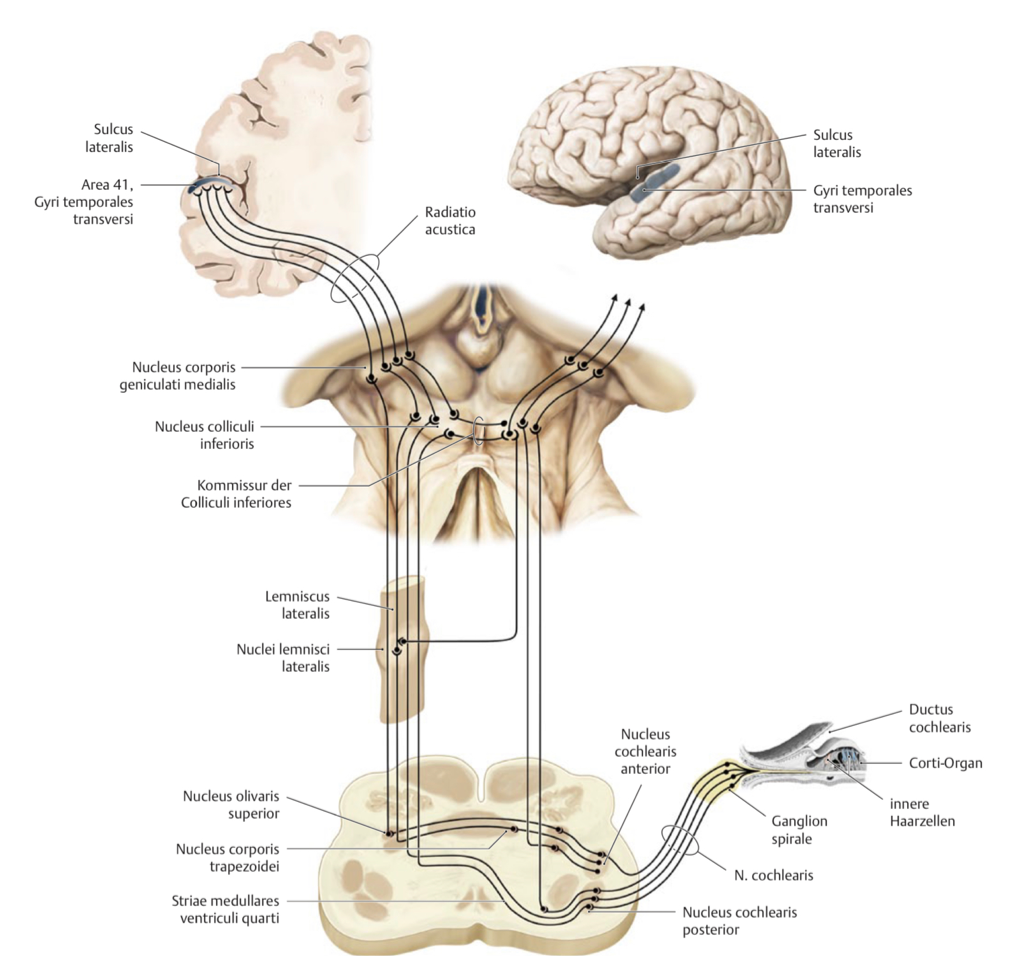 Sulcus
lateralis
Area 41,
Gyri temporales
transversi
Radiatio
acustica
Sulcus
lateralis
Gyri temporales
transversi
Nucleus corporis
geniculati medialis
Nucleus colliculi
inferioris
Kommissur der
Colliculi inferiores
Lemniscus
lateralis
Nuclei lemnisci
lateralis
Nucleus olivaris
superior
Nucleus corporis
trapezoidei
Striae medullares
ventriculi quarti
Nucleus
cochlearis
anterior
Ductus
cochlearis
Corti-Organ
innere
Haarzellen
Ganglion
spirale
N. cochlearis
Nucleus cochlearis
posterior